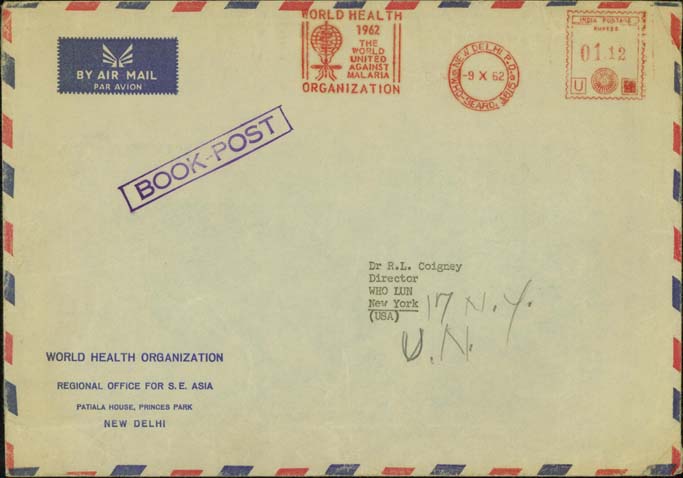 WORLD HEALTH
1962
THE
WORLD
UNITED
AGAINST
MALARIA
ORGANIZATION
NEW DELHI P.O.
-9 X 62
WHO-SEARO
INDIA POSTAGE
RUPEES
01.12
U
BY AIR MAIL
PAR AVION
BOOK-POST
Dr R.L. Coigney
Director
WHO LUN
New York 17 N.Y.
(USA)
U.N.
WORLD HEALTH ORGANIZATION
REGIONAL OFFICE FOR S. E. ASIA
PATIALA HOUSE, PRINCES PARK
NEW DELHI